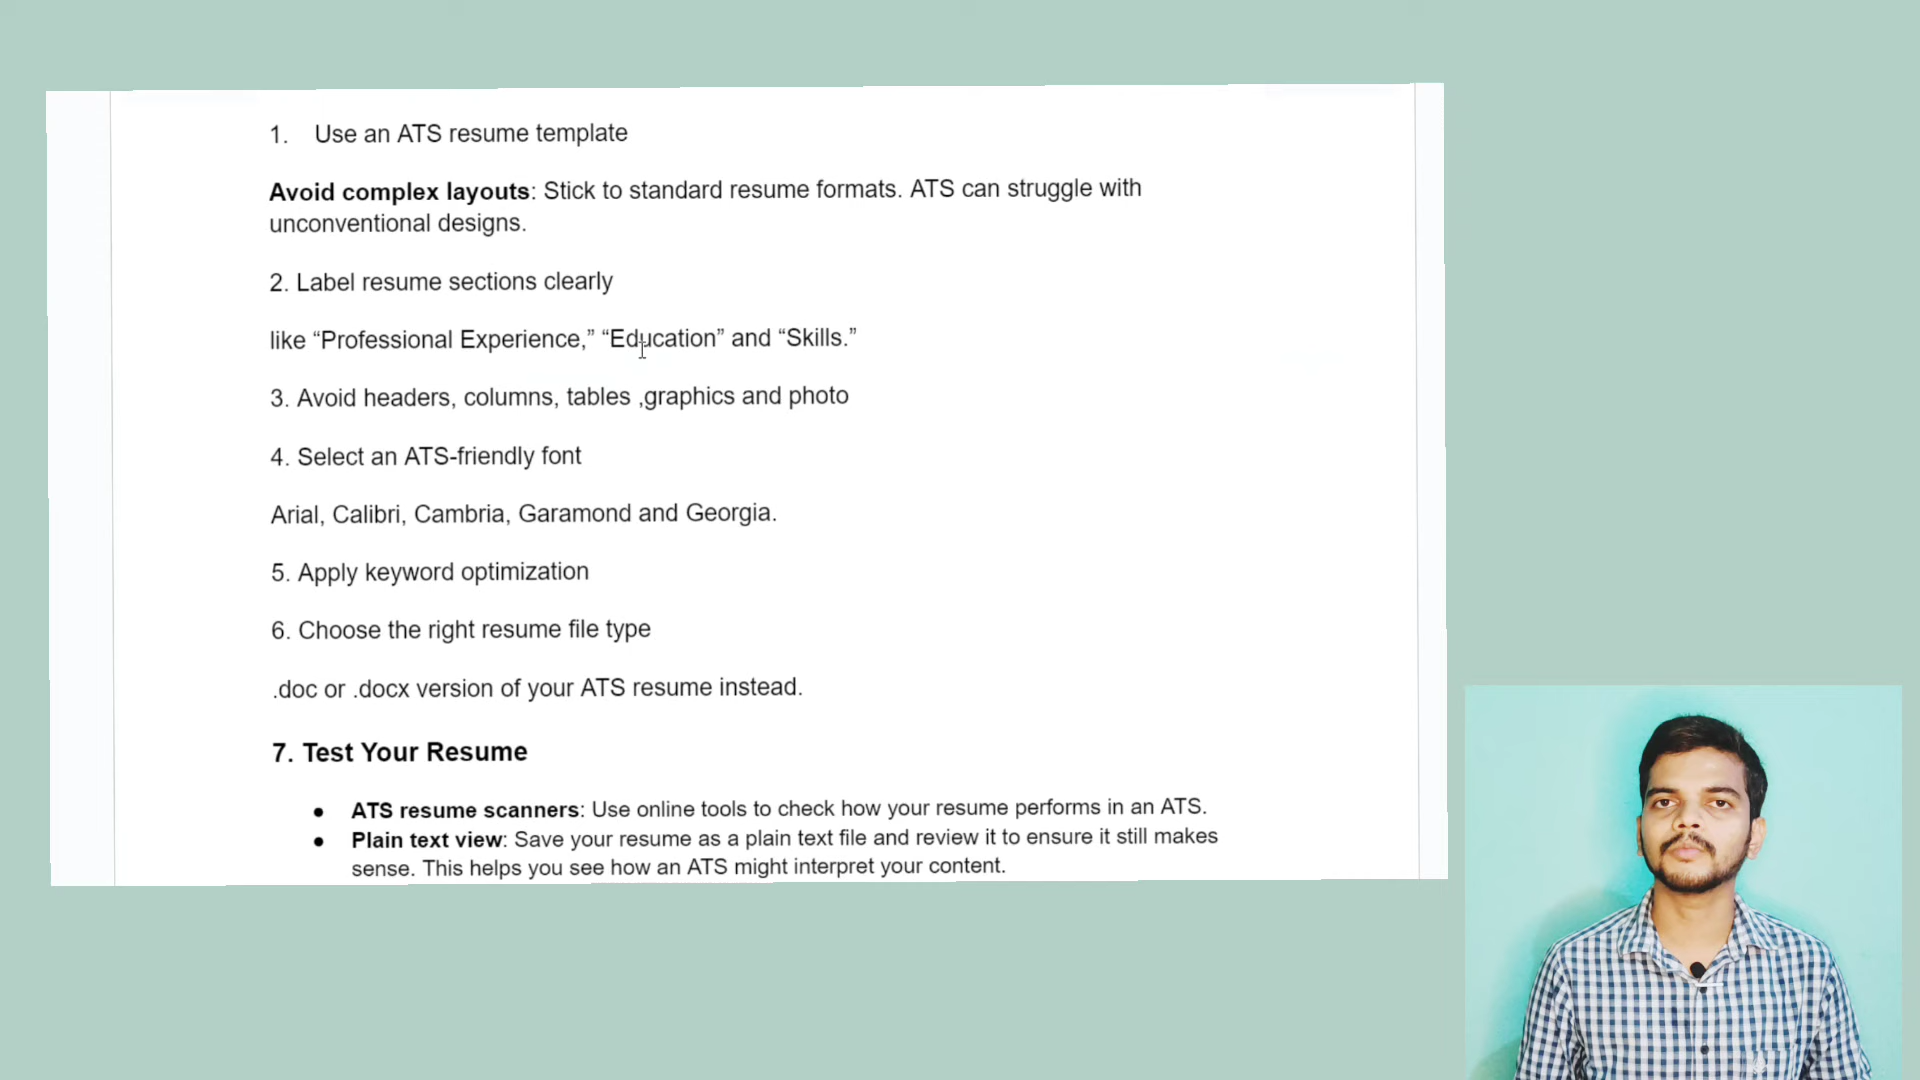 1. Use an ATS resume template
Avoid complex layouts: Stick to standard resume formats. ATS can struggle with
unconventional designs.
2. Label resume sections clearly
like “Professional Experience,” “Education” and “Skills.”
3. Avoid headers, columns, tables ,graphics and photo
4. Select an ATS-friendly font
Arial, Calibri, Cambria, Garamond and Georgia.
5. Apply keyword optimization
6. Choose the right resume file type
.doc or .docx version of your ATS resume instead.
7. Test Your Resume
● ATS resume scanners: Use online tools to check how your resume performs in an ATS.
● Plain text view: Save your resume as a plain text file and review it to ensure it still makes
sense. This helps you see how an ATS might interpret your content.